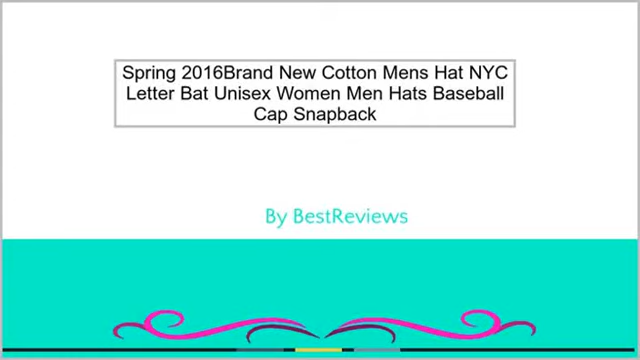 Spring 2016Brand New Cotton Mens Hat NYC
Letter Bat Unisex Women Men Hats Baseball
Cap Snapback
By BestReviews